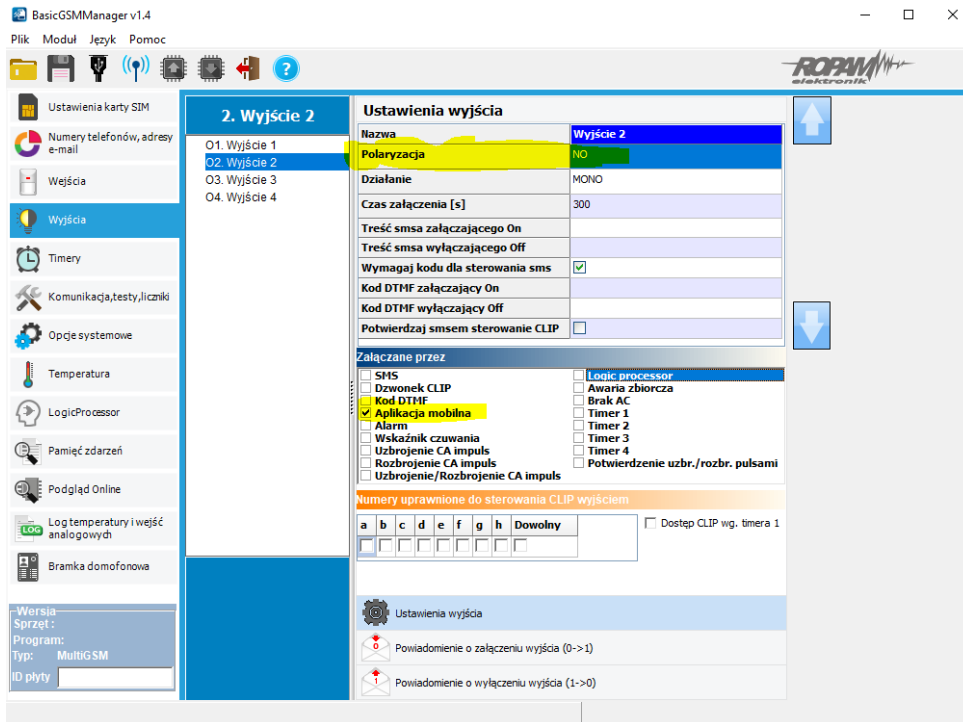 BasicGSMManager v1.4
Plik Moduł Język Pomoc
ROPAM
elektronik
Ustawienia karty SIM
Numery telefonów, adresy
e-mail
Wejścia
Wyjścia
Timery
Komunikacja,testy,liczniki
Opcje systemowe
Temperatura
LogicProcessor
Pamięć zdarzeń
Podgląd Online
LOG
Log temperatury i wejść
analogowych
Bramka domofonowa
Wersja
Sprzęt :
Program:
Typ: MultiGSM
ID płyty
2. Wyjście 2
O1. Wyjście 1
O2. Wyjście 2
O3. Wyjście 3
O4. Wyjście 4
Ustawienia wyjścia
Nazwa Wyjście 2
Polaryzacja NO
Działanie MONO
Czas załączenia [s] 300
Treść smsa załączającego On
Treść smsa wyłączającego Off
Wymagaj kodu dla sterowania sms
Kod DTMF załączający On
Kod DTMF wyłączający Off
Potwierdzaj smsem sterowanie CLIP
Załączane przez
SMS
Dzwonek CLIP
Kod DTMF
Aplikacja mobilna
Alarm
Wskaźnik czuwania
Uzbrojenie CA impuls
Rozbrojenie CA impuls
Uzbrojenie/Rozbrojenie CA impuls
Logic processor
Awaria zbiorcza
Brak AC
Timer 1
Timer 2
Timer 3
Timer 4
Potwierdzenie uzbr./rozbr. pulsami
Numery uprawnione do sterowania CLIP wyjściem
a b c d e f g h Dowolny
Dostęp CLIP wg. timera 1
Ustawienia wyjścia
0
Powiadomienie o załączeniu wyjścia (0->1)
1
Powiadomienie o wyłączeniu wyjścia (1->0)